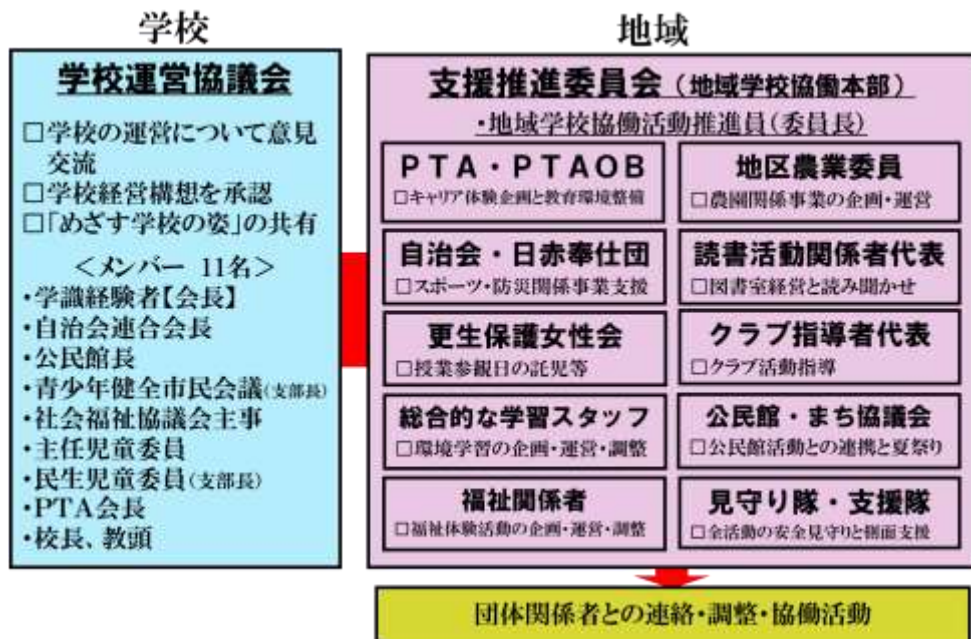 学校
学校運営協議会
□学校の運営について意見
交流
□学校経営構想を承認
□「めざす学校の姿」の共有
＜メンバー 11名＞
・学識経験者【会長】
・自治会連合会長
・公民館長
・青少年健全市民会議(支部長)
・社会福祉協議会主事
・主任児童委員
・民生児童委員(支部長)
・PTA会長
・校長、教頭
地域
支援推進委員会（地域学校協働本部）
・地域学校協働活動推進員(委員長)
PTA・PTAOB
□キャリア体験企画と教育環境整備
地区農業委員
□農園関係事業の企画・運営
自治会・日赤奉仕団
□スポーツ・防災関係事業支援
読書活動関係者代表
□図書室経営と読み聞かせ
更生保護女性会
□授業参観日の託児等
クラブ指導者代表
□クラブ活動指導
総合的な学習スタッフ
□環境学習の企画・運営・調整
公民館・まち協議会
□公民館活動との連携と夏祭り
福祉関係者
□福祉体験活動の企画・運営・調整
見守り隊・支援隊
□全活動の安全見守りと側面支援
団体関係者との連絡・調整・協働活動